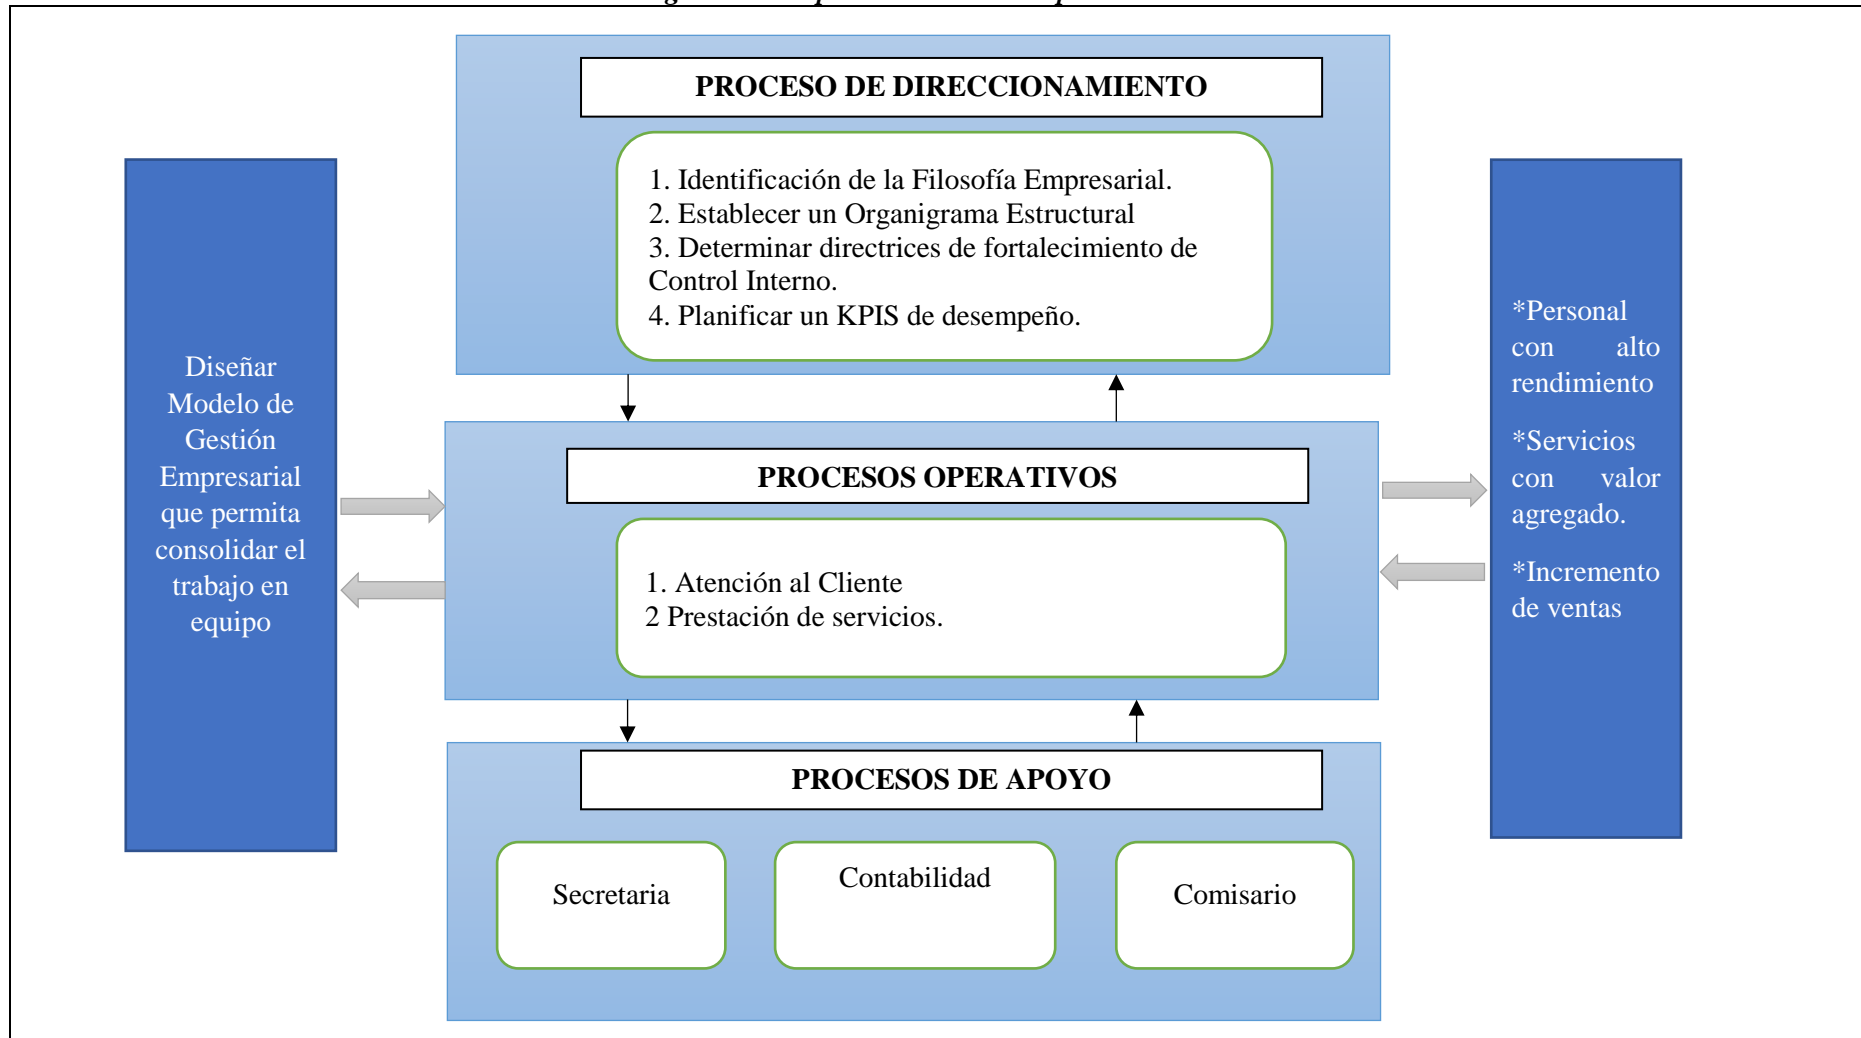 PROCESO DE DIRECCIONAMIENTO
1. Identificación de la Filosofía Empresarial.
2. Establecer un Organigrama Estructural
3. Determinar directrices de fortalecimiento de
Control Interno.
4. Planificar un KPIS de desempeño.
Diseñar
Modelo de
Gestión
Empresarial
que permita
consolidar el
trabajo en
equipo
PROCESOS OPERATIVOS
1. Atención al Cliente
2 Prestación de servicios.
*Personal
con alto
rendimiento
*Servicios
con valor
agregado.
*Incremento
de ventas
PROCESOS DE APOYO
Secretaria
Contabilidad
Comisario